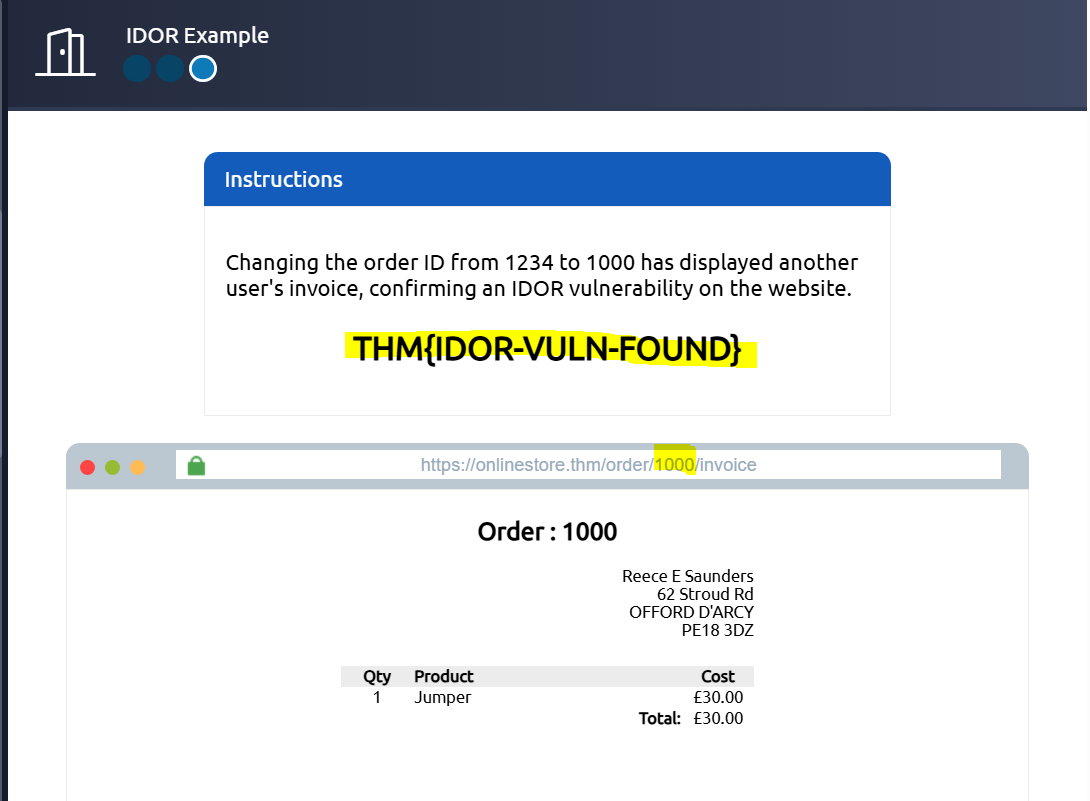 IDOR Example
Instructions
Changing the order ID from 1234 to 1000 has displayed another
user's invoice, confirming an IDOR vulnerability on the website.
THM{IDOR-VULN-FOUND}
https://onlinestore.thm/order/1000/invoice
Order : 1000
Reece E Saunders
62 Stroud Rd
OFFORD D'ARCY
PE18 3DZ
Qty Product Cost
1 Jumper £30.00
Total: £30.00